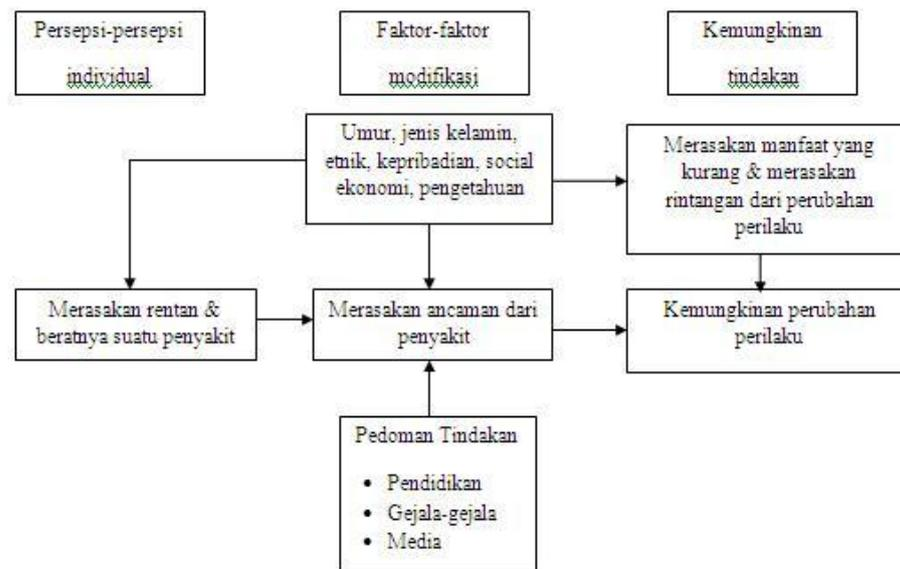 Persepsi-persepsi
individual
Faktor-faktor
modifikasi
Kemungkinan
tindakan
Umur, jenis kelamin,
etnik, kepribadian, social
ekonomi, pengetahuan
Merasakan manfaat yang
kurang & merasakan
rintangan dari perubahan
perilaku
Merasakan rentan &
beratnya suatu penyakit
Merasakan ancaman dari
penyakit
Kemungkinan perubahan
perilaku
Pedoman Tindakan
• Pendidikan
• Gejala-gejala
• Media